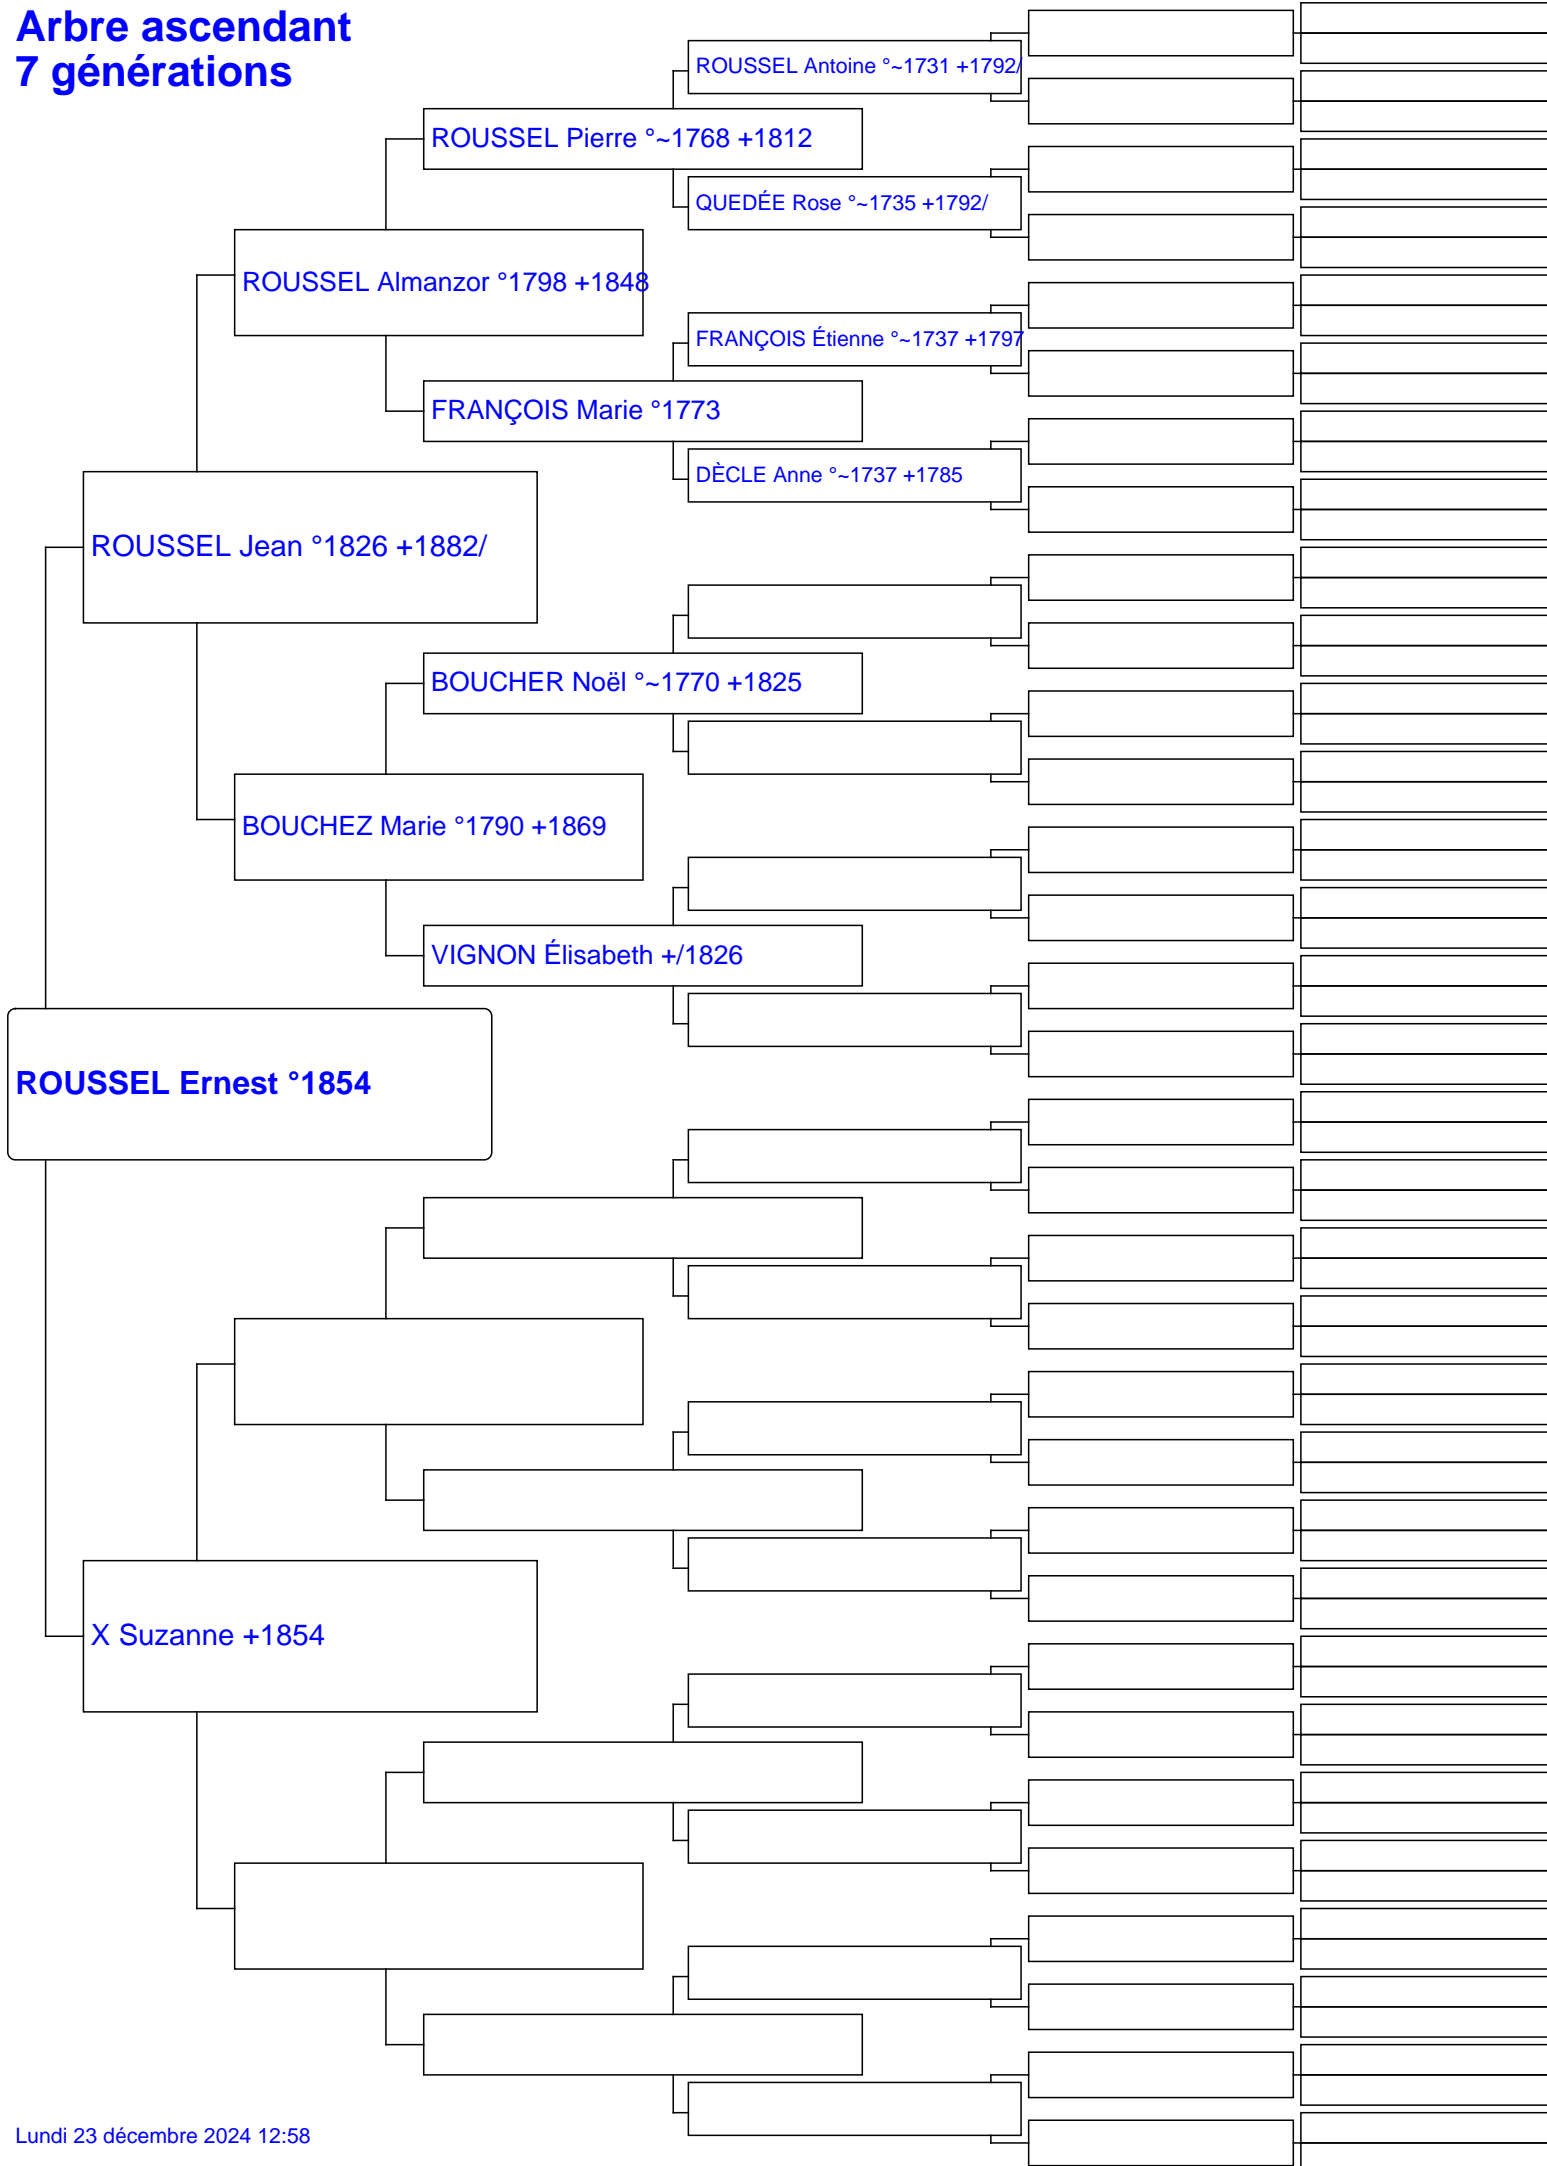 Arbre ascendant
7 générations
ROUSSEL Antoine °~1731 +1792/
ROUSSEL Pierre °~1768 +1812
QUEDÉE Rose °~1735 +1792/
ROUSSEL Almanzor °1798 +1848
FRANÇOIS Étienne °~1737 +1797
FRANÇOIS Marie °1773
DÈCLE Anne °~1737 +1785
ROUSSEL Jean °1826 +1882/
BOUCHER Noël °~1770 +1825
BOUCHEZ Marie °1790 +1869
VIGNON Élisabeth +/1826
ROUSSEL Ernest °1854
X Suzanne +1854
Lundi 23 décembre 2024 12:58